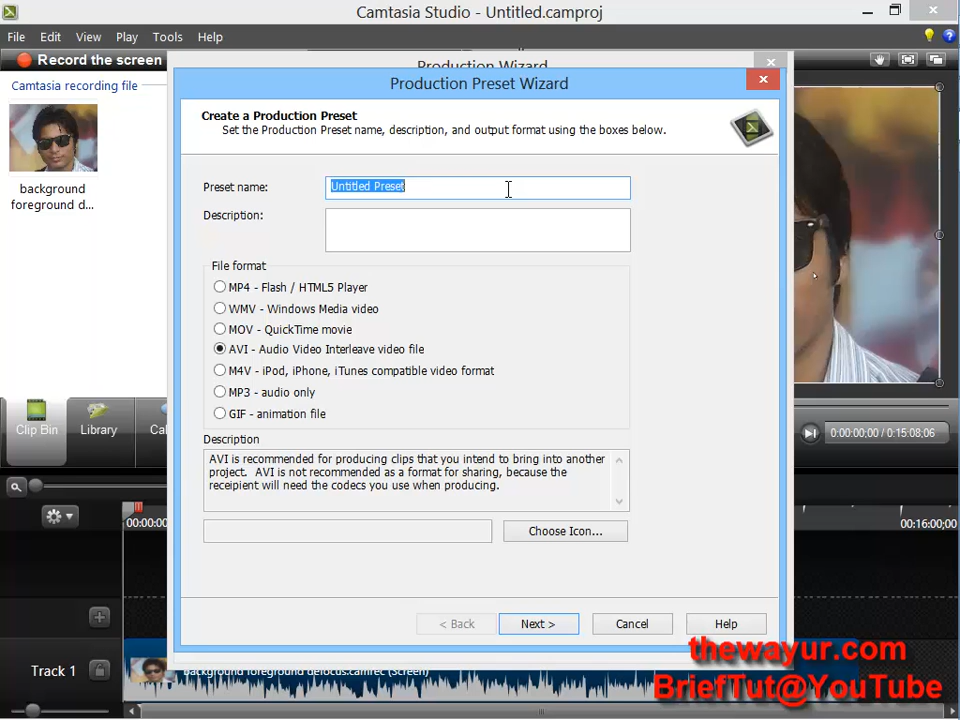 Camtasia Studio - Untitled.camproj
File Edit View Play Tools Help
Record the screen
Production Wizard
Camtasia recording file
Production Preset Wizard
Create a Production Preset
Set the Production Preset name, description, and output format using the boxes below.
background
foreground d...
Preset name:
Untitled Preset
Description:
File format
MP4 - Flash / HTML5 Player
WMV - Windows Media video
MOV - QuickTime movie
AVI - Audio Video Interleave video file
M4V - iPod, iPhone, iTunes compatible video format
MP3 - audio only
GIF - animation file
Clip Bin
Library
Cal
0:00:00;00 / 0:15:08;06
Description
AVI is recommended for producing clips that you intend to bring into another
project. AVI is not recommended as a format for sharing, because the
receipient will need the codecs you use when producing.
Choose Icon...
00:00:00
00:16:00;00
< Back
Next >
Cancel
Help
Track 1
Background foreground defocus.camrec (Screen)
thewayur.com
BriefTut@YouTube